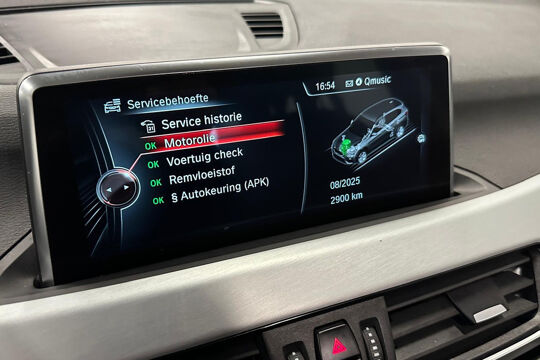 Servicebehoefte
16:54 Qmusic
Service historie
OK Motorolie
OK Voertuig check
OK Remvloeistof
OK § Autokeuring (APK)
08/2025
2900 km